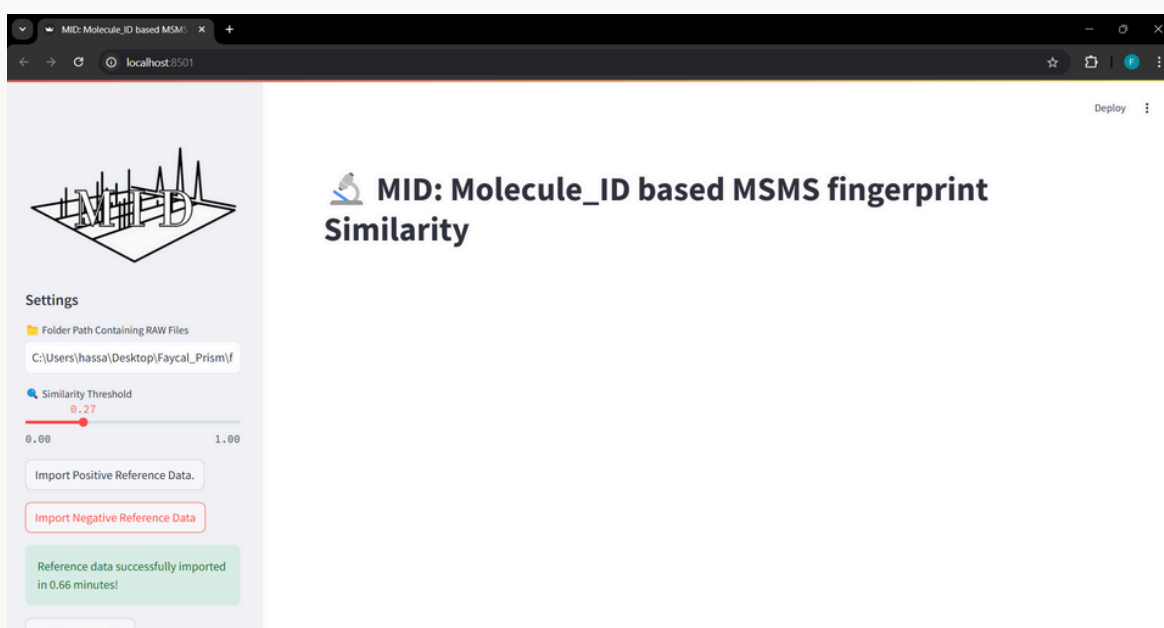 MID: Molecule_ID based MSMS
localhost:8501
F
Deploy
MID
🔬 MID: Molecule_ID based MSMS fingerprint
Similarity
Settings
📁 Folder Path Containing RAW Files
C:\Users\hassa\Desktop\Faycal_Prism\f
🔍 Similarity Threshold
0.27
0.00 1.00
Import Positive Reference Data.
Import Negative Reference Data
Reference data successfully imported
in 0.66 minutes!